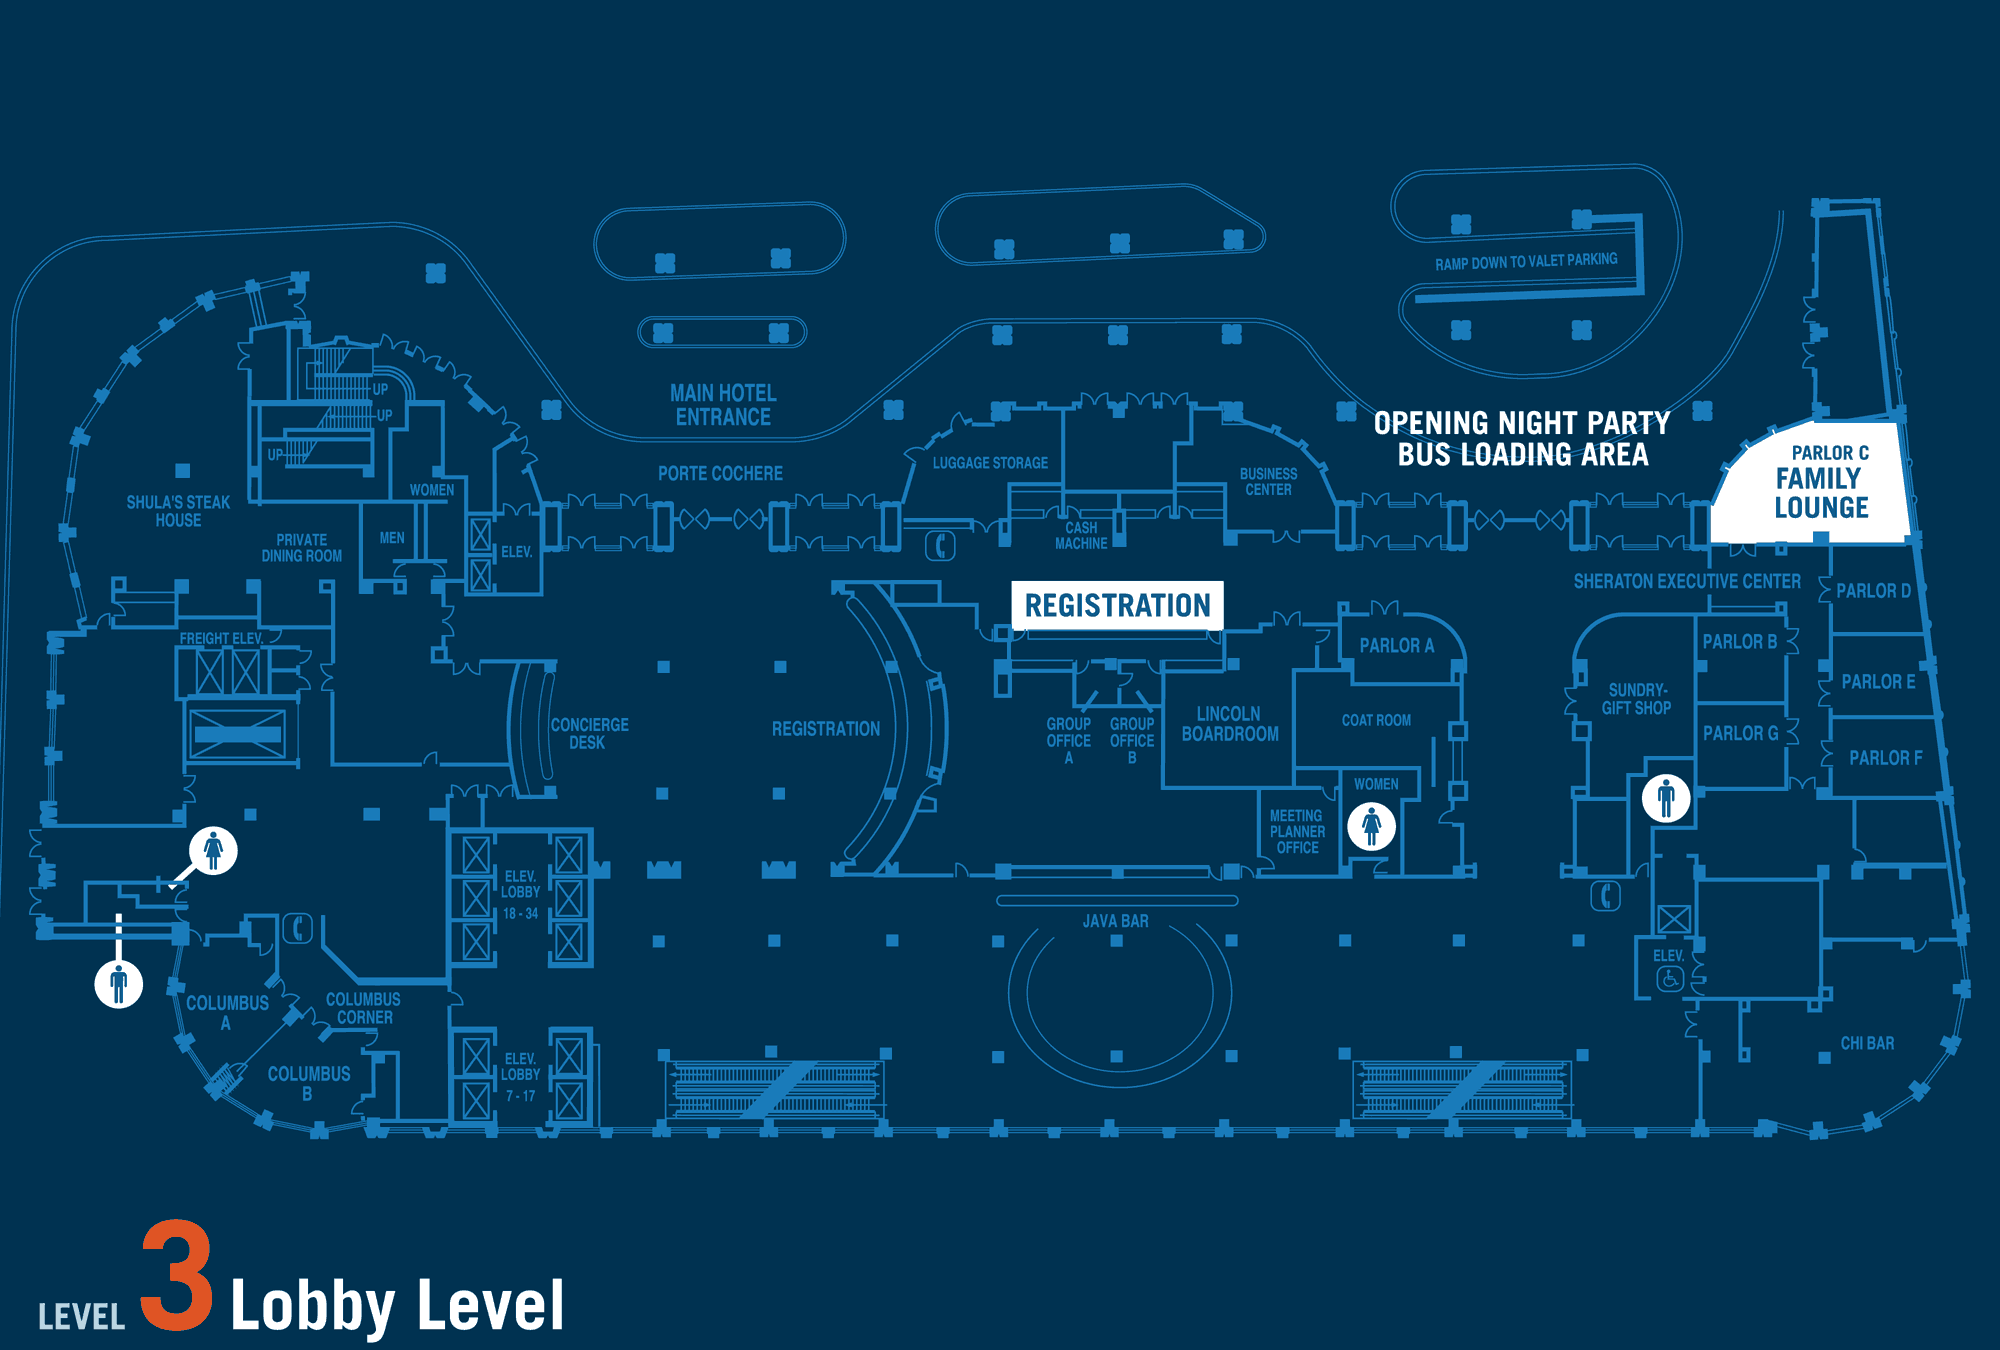 RAMP DOWN TO VALET PARKING
UP
UP
UP
MAIN HOTEL
ENTRANCE
OPENING NIGHT PARTY
BUS LOADING AREA
PARLOR C
FAMILY
LOUNGE
PORTE COCHERE
LUGGAGE STORAGE
BUSINESS
CENTER
SHULA'S STEAK
HOUSE
WOMEN
PRIVATE
DINING ROOM
MEN
ELEV.
CASH
MACHINE
SHERATON EXECUTIVE CENTER
PARLOR D
REGISTRATION
FREIGHT ELEV.
PARLOR A
PARLOR B
PARLOR E
SUNDRY-
GIFT SHOP
CONCIERGE
DESK
REGISTRATION
GROUP
OFFICE
A
GROUP
OFFICE
B
LINCOLN
BOARDROOM
COAT ROOM
PARLOR G
PARLOR F
WOMEN
MEETING
PLANNER
OFFICE
ELEV.
LOBBY
18 - 34
JAVA BAR
ELEV.
COLUMBUS
A
COLUMBUS
CORNER
COLUMBUS
B
ELEV.
LOBBY
7 - 17
CHI BAR
LEVEL 3 Lobby Level